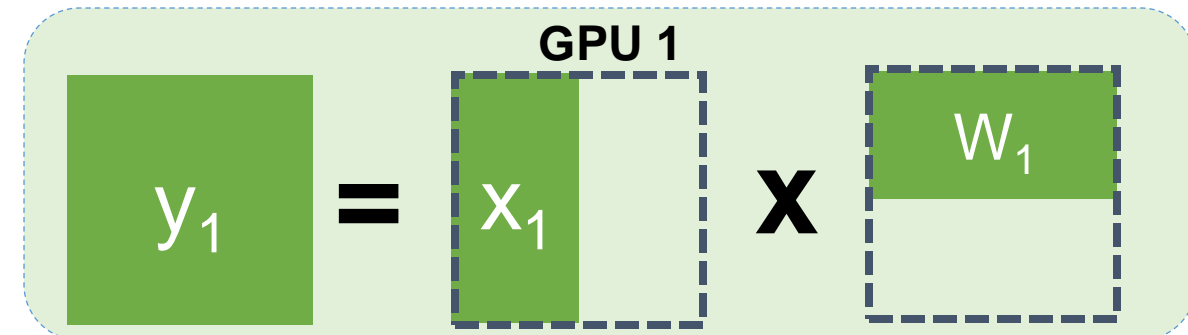 GPU 1
y₁ = x₁ x W₁